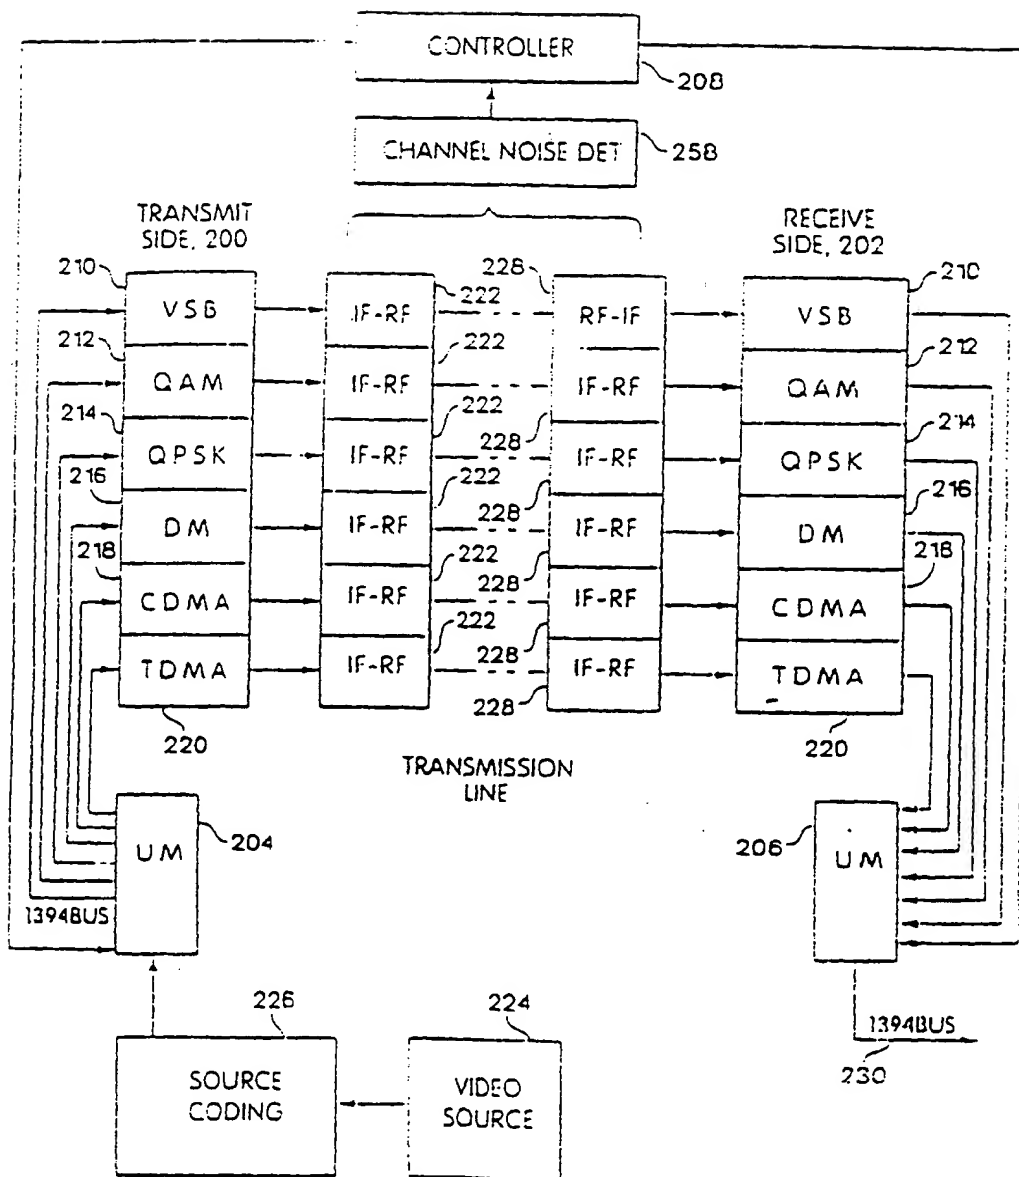 CONTROLLER
208
CHANNEL NOISE DET
258
TRANSMIT
SIDE, 200
RECEIVE
SIDE, 202
210
VSB
222
IF-RF
228
RF-IF
210
VSB
212
QAM
222
IF-RF
IF-RF
212
QAM
214
QPSK
222
IF-RF
228
IF-RF
214
QPSK
216
DM
222
IF-RF
228
IF-RF
216
DM
218
CDMA
222
IF-RF
228
IF-RF
218
CDMA
TDMA
222
IF-RF
228
IF-RF
TDMA
220
228
220
TRANSMISSION
LINE
UM
204
206
UM
1394BUS
226
SOURCE
CODING
224
VIDEO
SOURCE
1394BUS
230